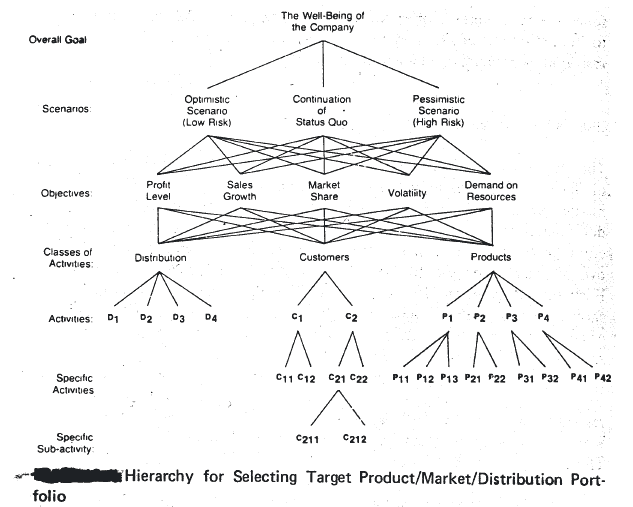 The Well-Being of
the Company
Overall Goal
Scenarios:
Optimistic
Scenario
(Low Risk)
Continuation
of
Status Quo
Pessimistic
Scenario
(High Risk)
Objectives:
Profit
Level
Sales
Growth
Market
Share
Volatility
Demand on
Resources
Classes of
Activities:
Distribution
Customers
Products
Activities:
D1 D2 D3 D4 C1 C2 P1 P2 P3 P4
Specific
Activities
C11 C12 C21 C22 P11 P12 P13 P21 P22 P31 P32 P41 P42
Specific
Sub-activity:
C211 C212
Hierarchy for Selecting Target Product/Market/Distribution Port-
folio